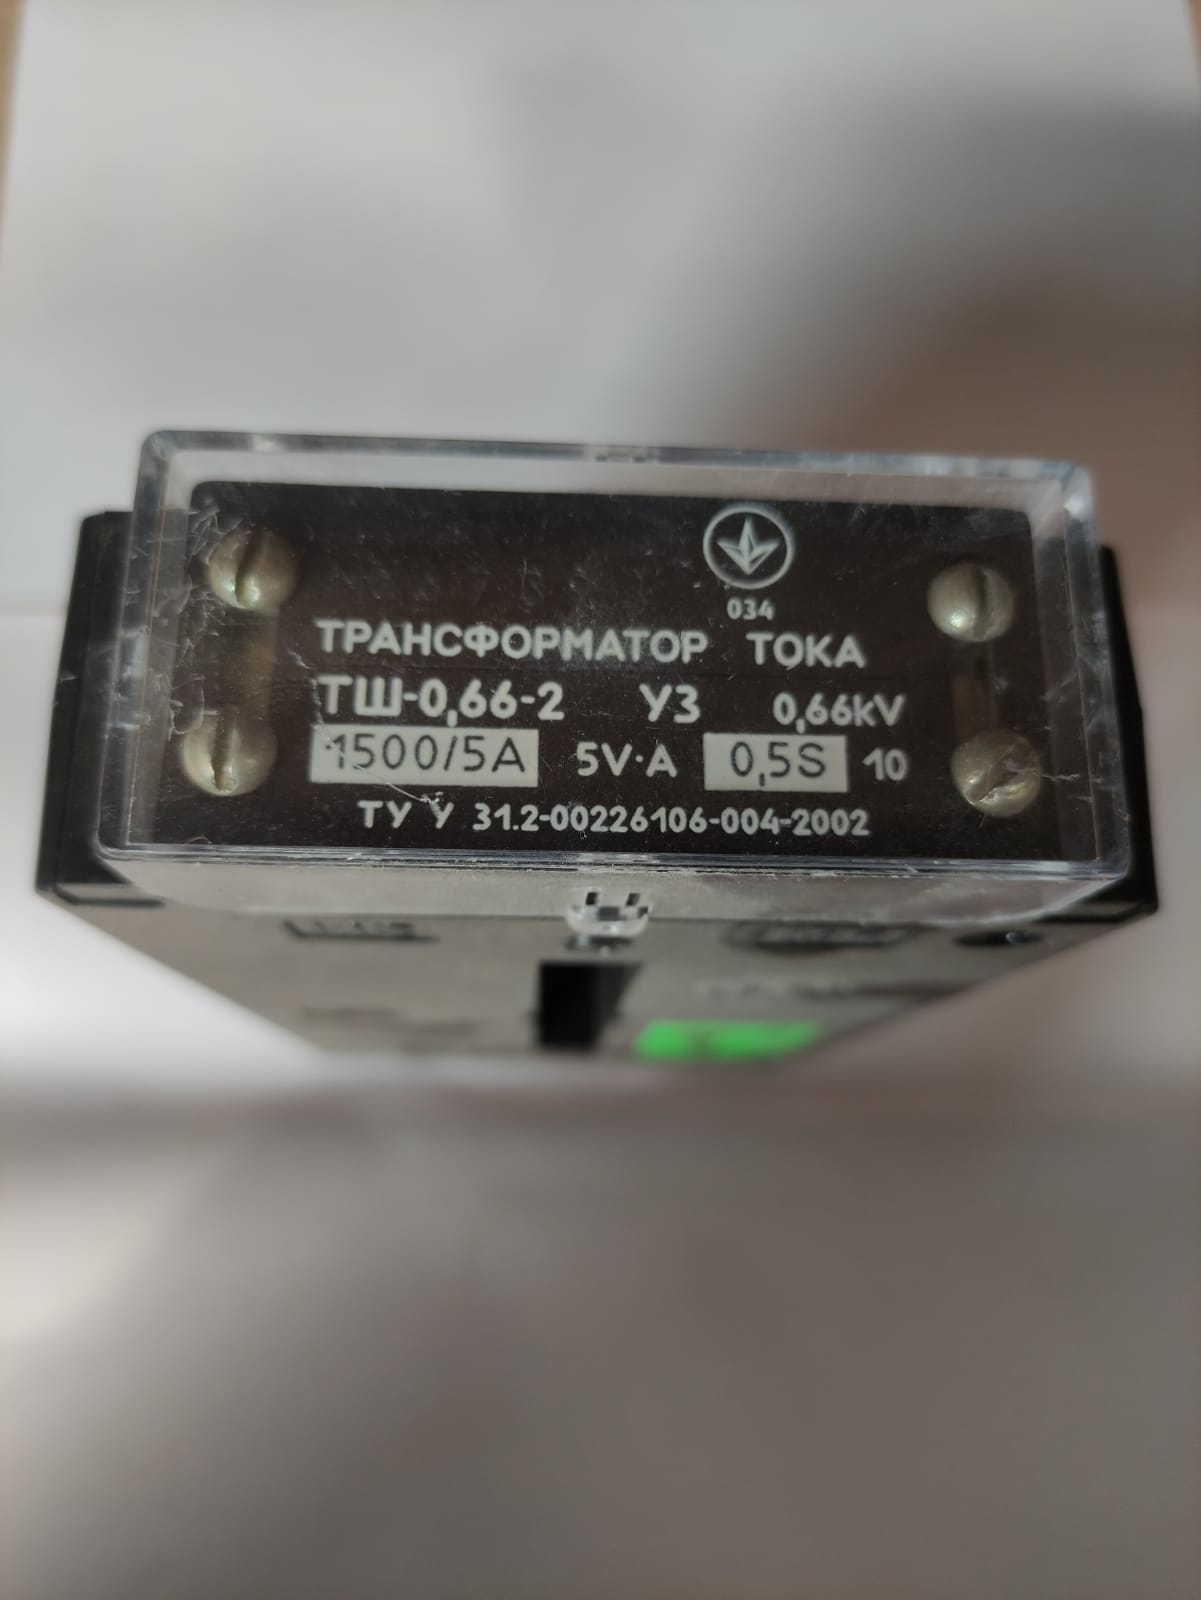 034
ТРАНСФОРМАТОР ТОКА
ТШ-0,66-2 У3 0,66kV
1500/5А 5V·A 0,5S 10
ТУ У 31.2-00226106-004-2002